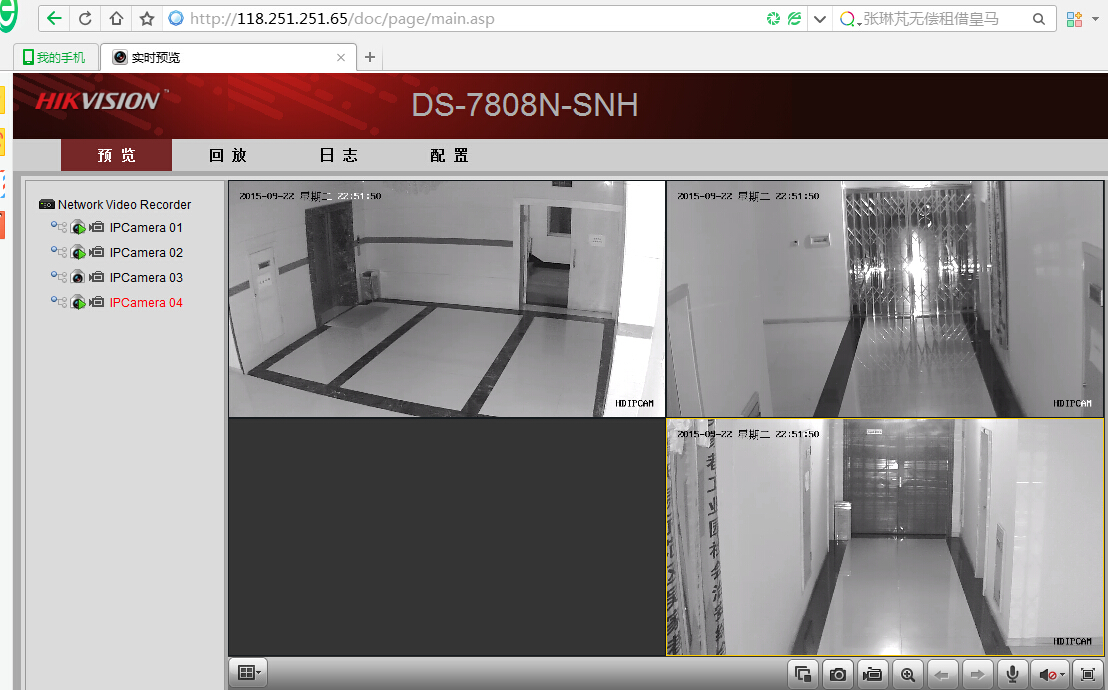 http://118.251.251.65/doc/page/main.asp
张琳芃无偿租借皇马
我的手机
实时预览
HIKVISION™
DS-7808N-SNH
预 览
回 放
日 志
配 置
Network Video Recorder
IPCamera 01
IPCamera 02
IPCamera 03
IPCamera 04
2015-09-22 星期二 22:51:50
HDIPCAM
2015-09-22 星期二 22:51:50
HDIPCAM
2015-09-22 星期二 22:51:50
HDIPCAM